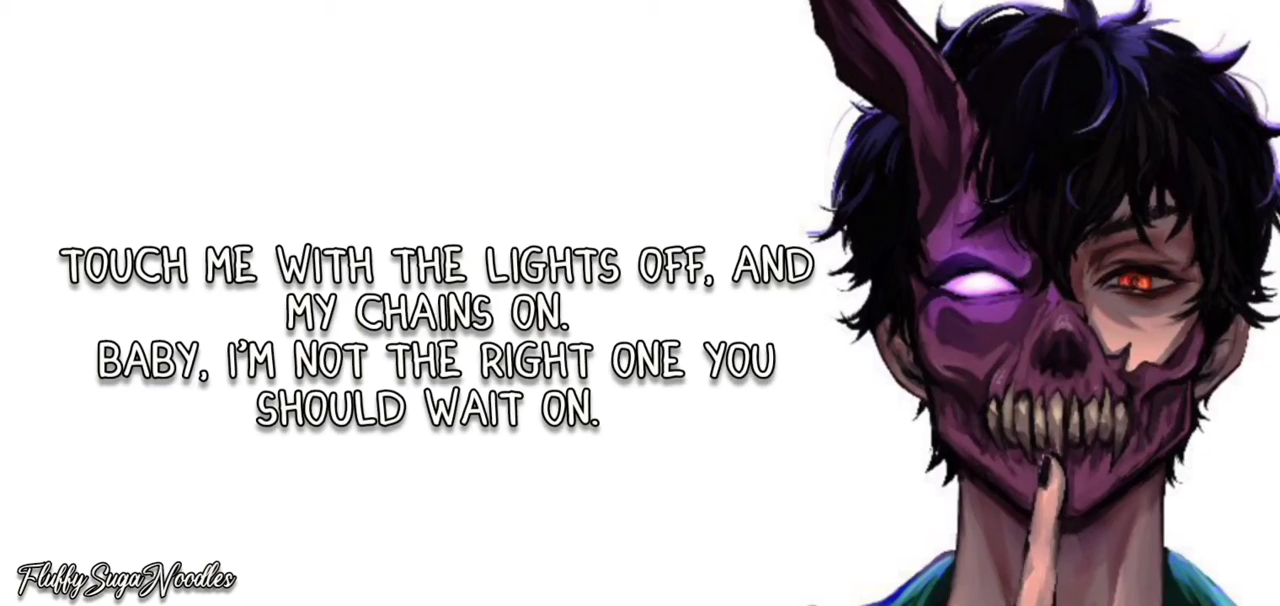 TOUCH ME WITH THE LIGHTS OFF, AND
MY CHAINS ON.
BABY, I'M NOT THE RIGHT ONE YOU
SHOULD WAIT ON.
FluffySugaNoodles